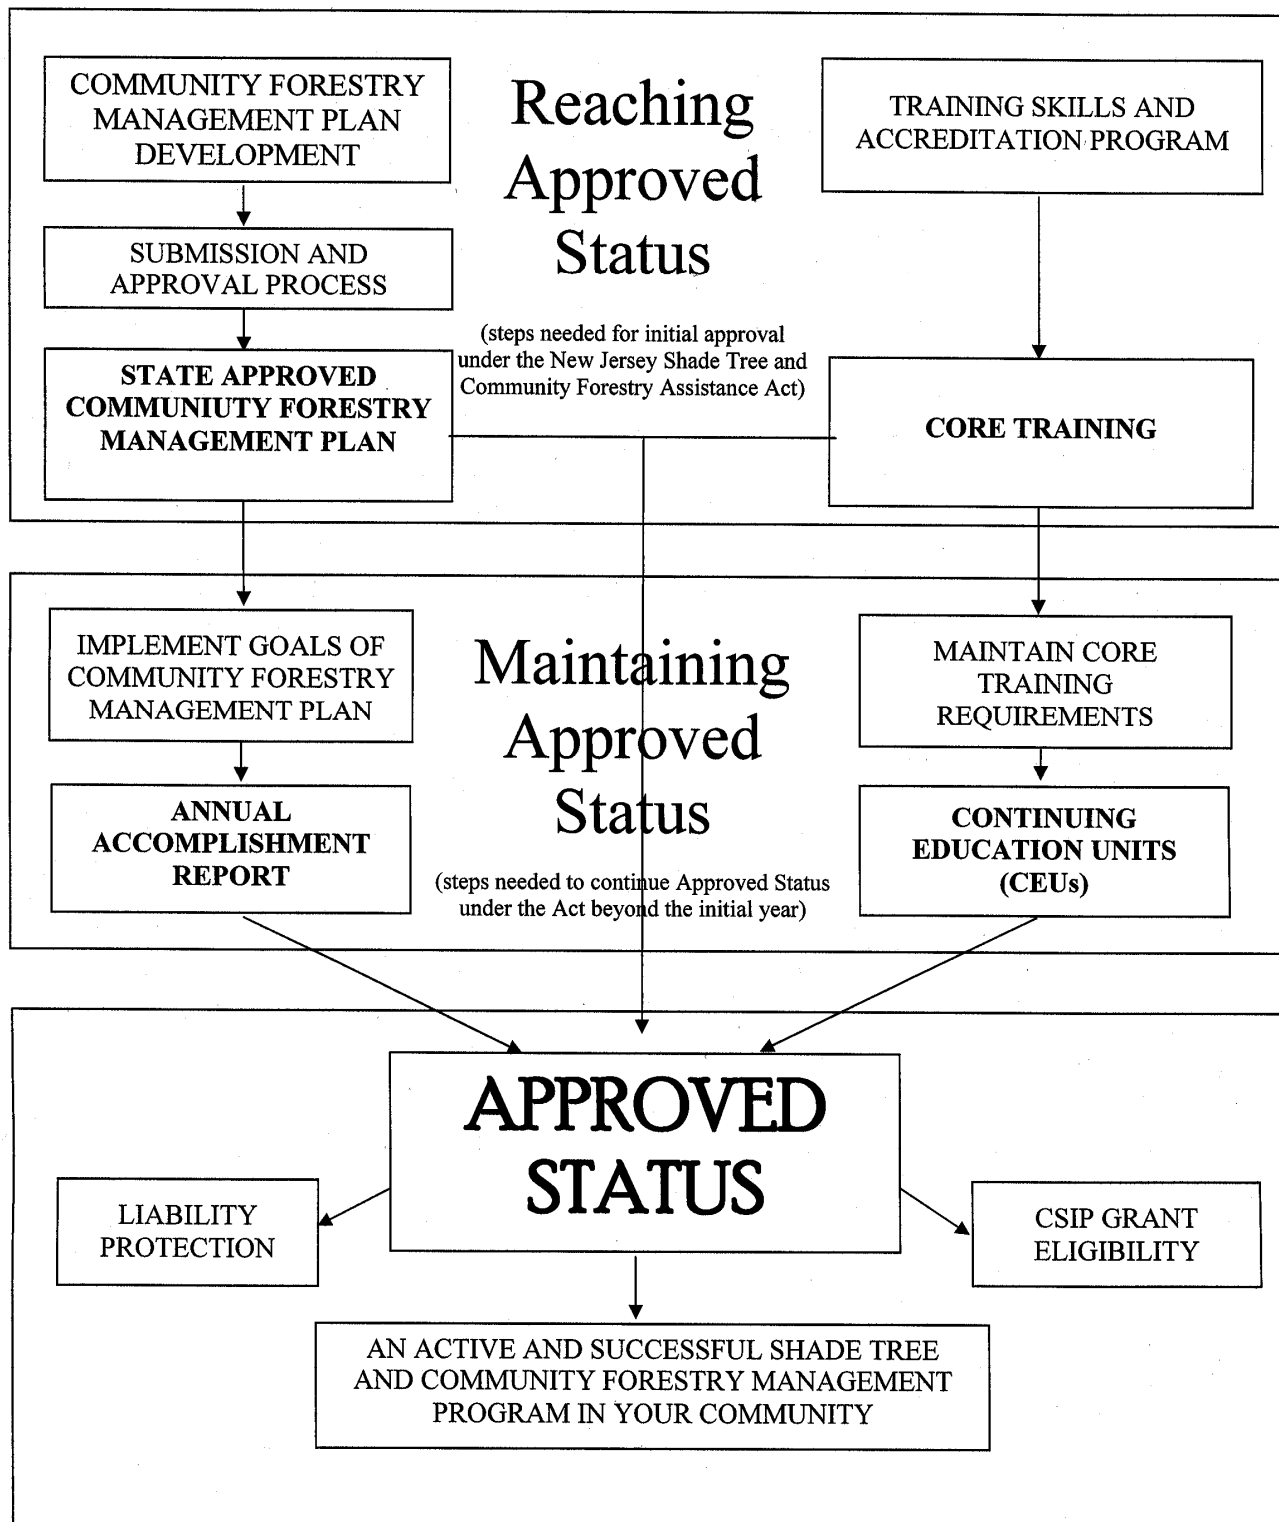 COMMUNITY FORESTRY
MANAGEMENT PLAN
DEVELOPMENT
SUBMISSION AND
APPROVAL PROCESS
STATE APPROVED
COMMUNIUTY FORESTRY
MANAGEMENT PLAN
Reaching
Approved
Status
(steps needed for initial approval
under the New Jersey Shade Tree and
Community Forestry Assistance Act)
TRAINING SKILLS AND
ACCREDITATION PROGRAM
CORE TRAINING
IMPLEMENT GOALS OF
COMMUNITY FORESTRY
MANAGEMENT PLAN
ANNUAL
ACCOMPLISHMENT
REPORT
Maintaining
Approved
Status
(steps needed to continue Approved Status
under the Act beyond the initial year)
MAINTAIN CORE
TRAINING
REQUIREMENTS
CONTINUING
EDUCATION UNITS
(CEUs)
APPROVED
STATUS
LIABILITY
PROTECTION
CSIP GRANT
ELIGIBILITY
AN ACTIVE AND SUCCESSFUL SHADE TREE
AND COMMUNITY FORESTRY MANAGEMENT
PROGRAM IN YOUR COMMUNITY